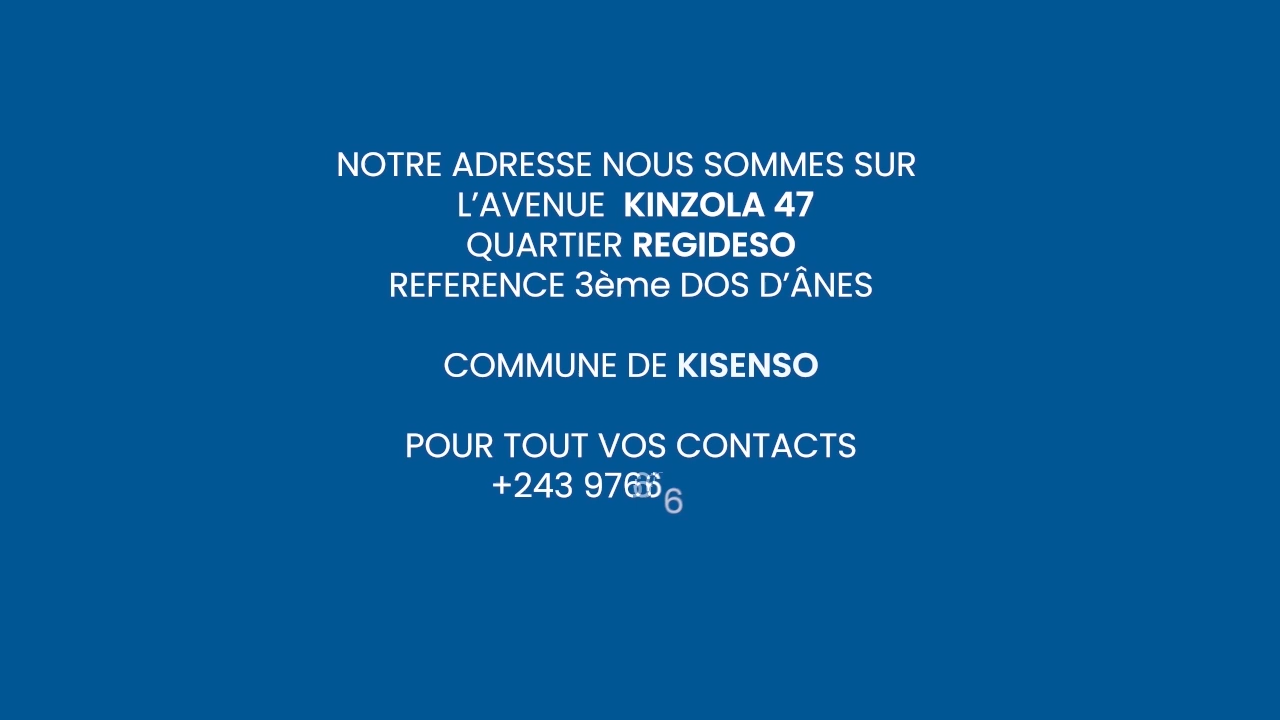 NOTRE ADRESSE NOUS SOMMES SUR
L’AVENUE KINZOLA 47
QUARTIER REGIDESO
REFERENCE 3ème DOS D’ÂNES
COMMUNE DE KISENSO
POUR TOUT VOS CONTACTS
+243